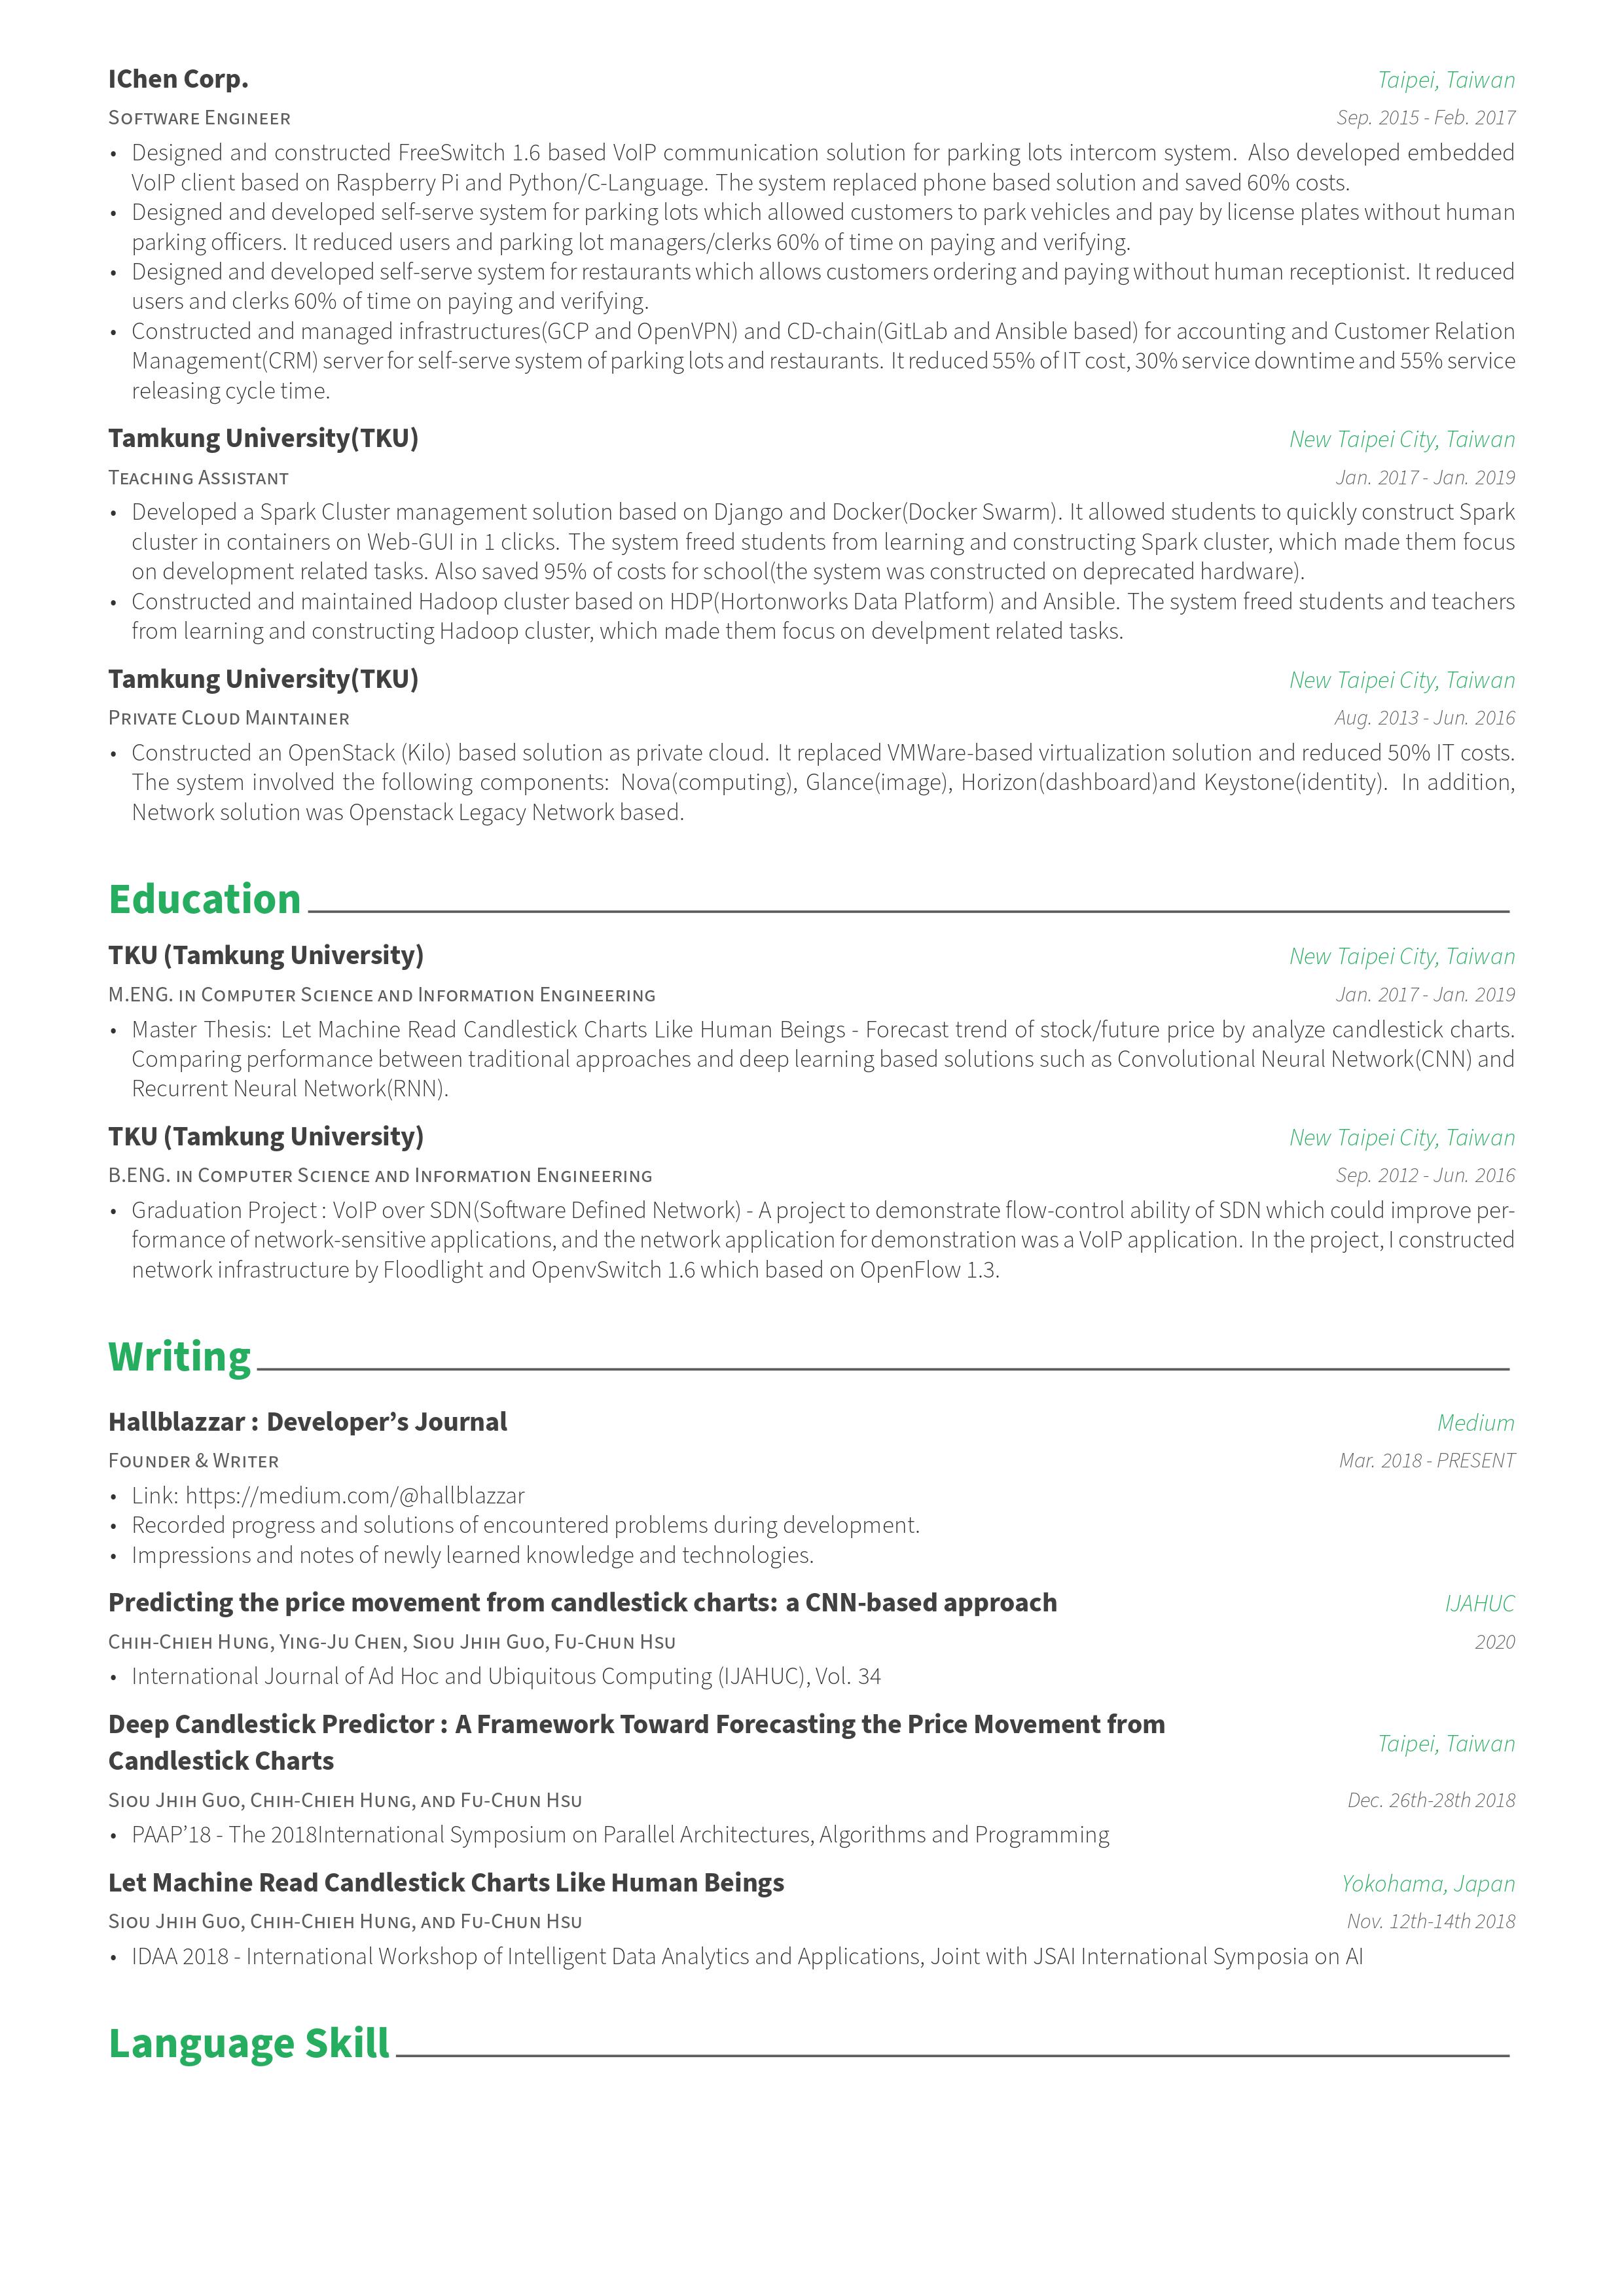 IChen Corp.
Taipei, Taiwan
Software Engineer
Sep. 2015 - Feb. 2017
• Designed and constructed FreeSwitch 1.6 based VoIP communication solution for parking lots intercom system. Also developed embedded
VoIP client based on Raspberry Pi and Python/C-Language. The system replaced phone based solution and saved 60% costs.
• Designed and developed self-serve system for parking lots which allowed customers to park vehicles and pay by license plates without human
parking officers. It reduced users and parking lot managers/clerks 60% of time on paying and verifying.
• Designed and developed self-serve system for restaurants which allows customers ordering and paying without human receptionist. It reduced
users and clerks 60% of time on paying and verifying.
• Constructed and managed infrastructures(GCP and OpenVPN) and CD-chain(GitLab and Ansible based) for accounting and Customer Relation
Management(CRM) server for self-serve system of parking lots and restaurants. It reduced 55% of IT cost, 30% service downtime and 55% service
releasing cycle time.
Tamkung University(TKU)
New Taipei City, Taiwan
Teaching Assistant
Jan. 2017 - Jan. 2019
• Developed a Spark Cluster management solution based on Django and Docker(Docker Swarm). It allowed students to quickly construct Spark
cluster in containers on Web-GUI in 1 clicks. The system freed students from learning and constructing Spark cluster, which made them focus
on development related tasks. Also saved 95% of costs for school(the system was constructed on deprecated hardware).
• Constructed and maintained Hadoop cluster based on HDP(Hortonworks Data Platform) and Ansible. The system freed students and teachers
from learning and constructing Hadoop cluster, which made them focus on develpment related tasks.
Tamkung University(TKU)
New Taipei City, Taiwan
Private Cloud Maintainer
Aug. 2013 - Jun. 2016
• Constructed an OpenStack (Kilo) based solution as private cloud. It replaced VMWare-based virtualization solution and reduced 50% IT costs.
The system involved the following components: Nova(computing), Glance(image), Horizon(dashboard)and Keystone(identity). In addition,
Network solution was Openstack Legacy Network based.
Education
TKU (Tamkung University)
New Taipei City, Taiwan
M.ENG. in Computer Science and Information Engineering
Jan. 2017 - Jan. 2019
• Master Thesis: Let Machine Read Candlestick Charts Like Human Beings - Forecast trend of stock/future price by analyze candlestick charts.
Comparing performance between traditional approaches and deep learning based solutions such as Convolutional Neural Network(CNN) and
Recurrent Neural Network(RNN).
TKU (Tamkung University)
New Taipei City, Taiwan
B.ENG. in Computer Science and Information Engineering
Sep. 2012 - Jun. 2016
• Graduation Project : VoIP over SDN(Software Defined Network) - A project to demonstrate flow-control ability of SDN which could improve per-
formance of network-sensitive applications, and the network application for demonstration was a VoIP application. In the project, I constructed
network infrastructure by Floodlight and OpenvSwitch 1.6 which based on OpenFlow 1.3.
Writing
Hallblazzar : Developer’s Journal
Medium
Founder & Writer
Mar. 2018 - PRESENT
• Link: https://medium.com/@hallblazzar
• Recorded progress and solutions of encountered problems during development.
• Impressions and notes of newly learned knowledge and technologies.
Predicting the price movement from candlestick charts: a CNN-based approach
IJAHUC
Chih-Chieh Hung, Ying-Ju Chen, Siou Jhih Guo, Fu-Chun Hsu
2020
• International Journal of Ad Hoc and Ubiquitous Computing (IJAHUC), Vol. 34
Deep Candlestick Predictor : A Framework Toward Forecasting the Price Movement from
Candlestick Charts
Taipei, Taiwan
Siou Jhih Guo, Chih-Chieh Hung, and Fu-Chun Hsu
Dec. 26th-28th 2018
• PAAP’18 - The 2018International Symposium on Parallel Architectures, Algorithms and Programming
Let Machine Read Candlestick Charts Like Human Beings
Yokohama, Japan
Siou Jhih Guo, Chih-Chieh Hung, and Fu-Chun Hsu
Nov. 12th-14th 2018
• IDAA 2018 - International Workshop of Intelligent Data Analytics and Applications, Joint with JSAI International Symposia on AI
Language Skill